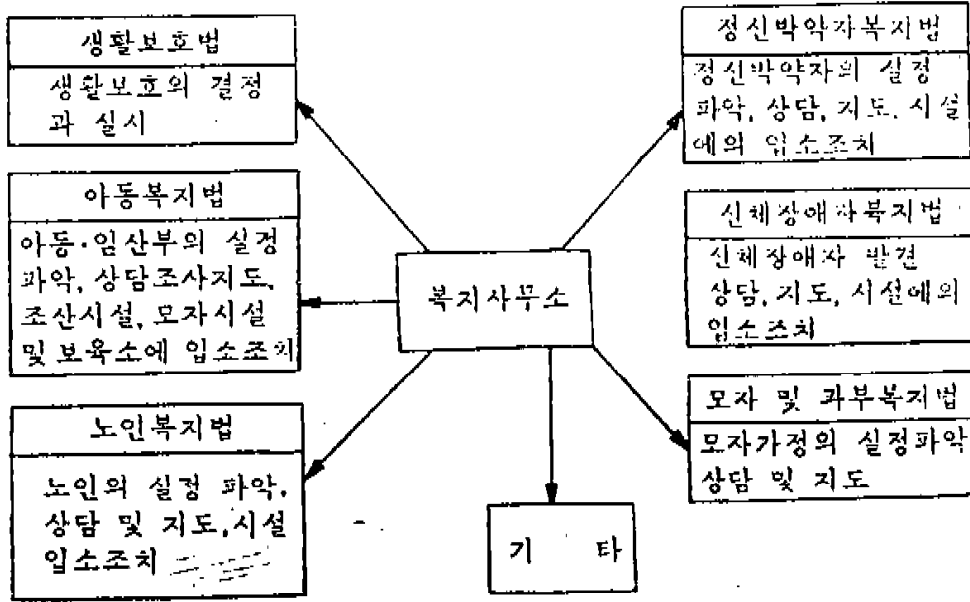 생활보호법
생활보호의 결정
과 실시
아동복지법
아동·임산부의 실정
파악, 상담조사지도,
조산시설, 모자시설
및 보육소에 입소조치
노인복지법
노인의 실정 파악,
상담 및 지도, 시설
입소조치
복지사무소
기 타
정신박약자복지법
정신박약자의 실정
파악, 상담, 지도, 시설
에의 입소조치
신체장애자복지법
신체장애자 발견
상담, 지도, 시설에의
입소조치
모자 및 과부복지법
모자가정의 실정파악
상담 및 지도